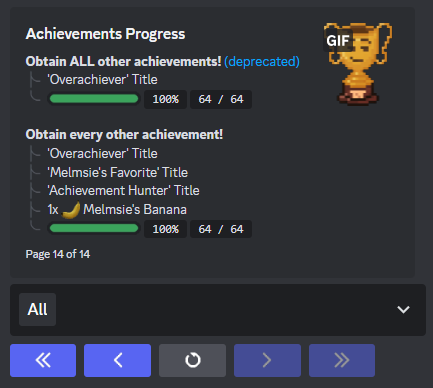 Achievements Progress
GIF
Obtain ALL other achievements! (deprecated)
'Overachiever' Title
100% 64 / 64
Obtain every other achievement!
'Overachiever' Title
'Melmsie's Favorite' Title
'Achievement Hunter' Title
1x Melmsie's Banana
100% 64 / 64
Page 14 of 14
All